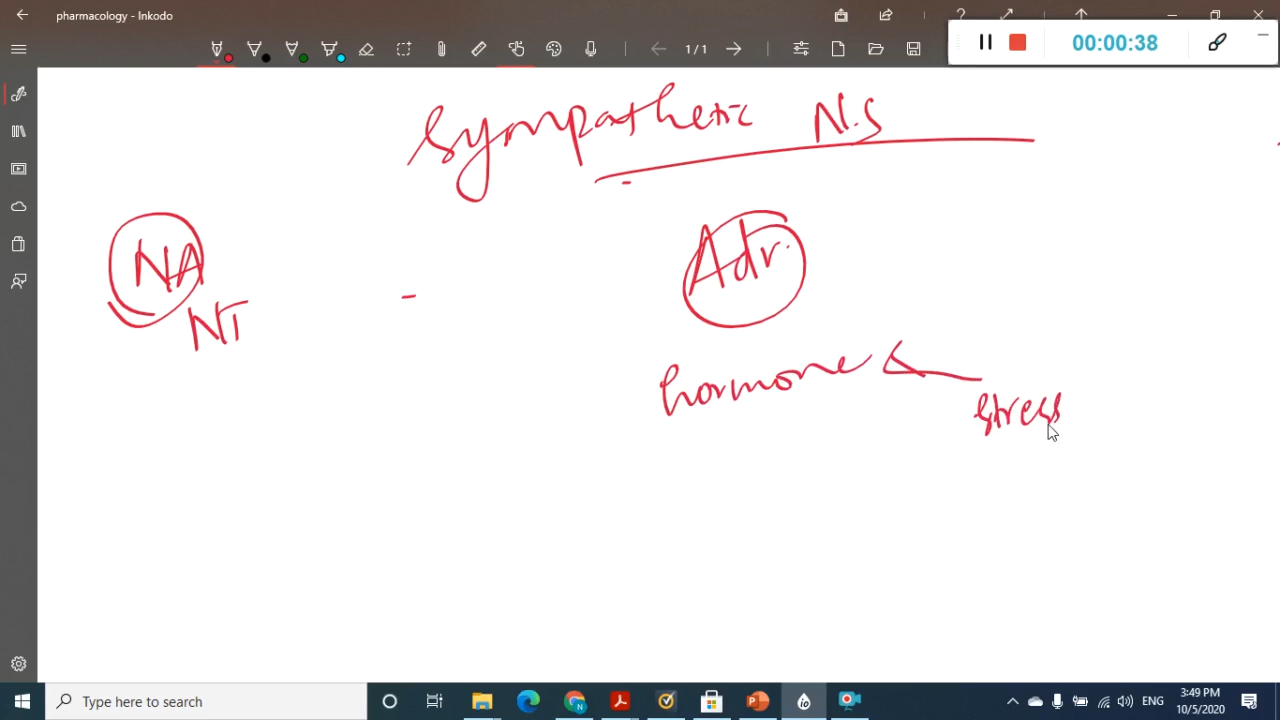 pharmacology - Inkodo
1/1
00:00:38
Sympathetic N.S
NA
NT
Adr.
hormone
stress
Type here to search
ENG
3:49 PM
10/5/2020